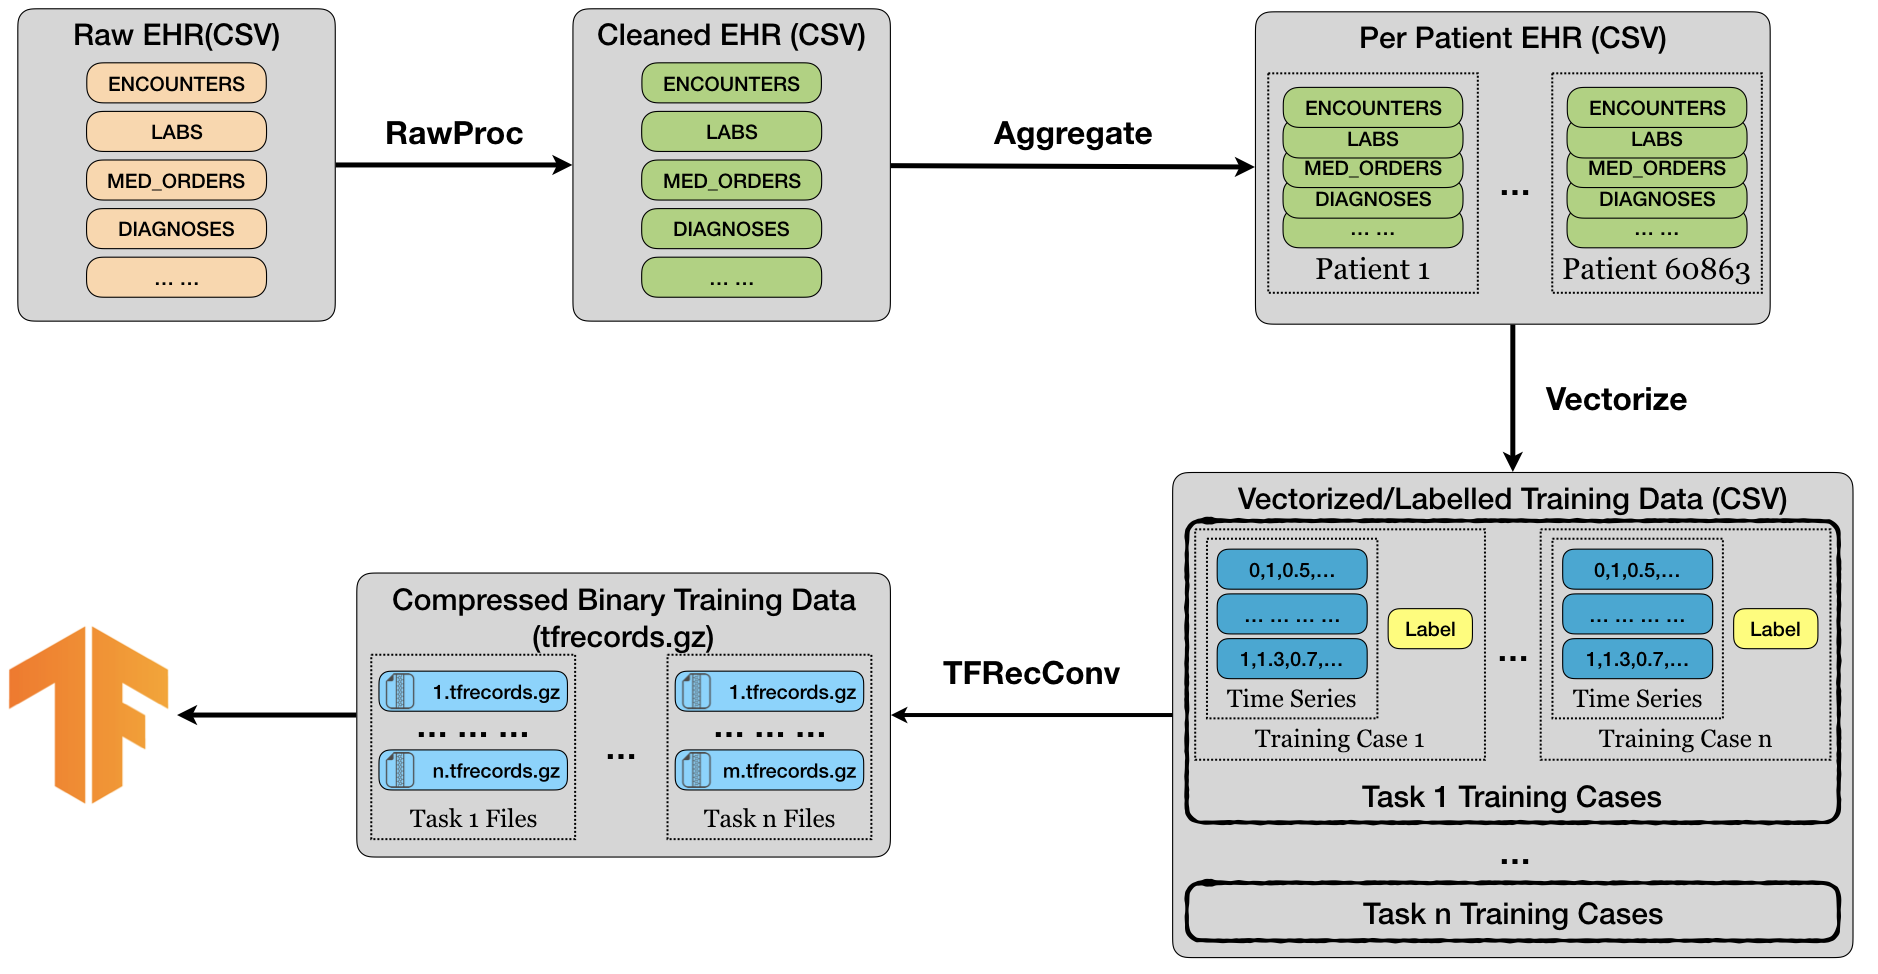 Raw EHR(CSV)
ENCOUNTERS
LABS
MED_ORDERS
DIAGNOSES
... ...
RawProc
Cleaned EHR (CSV)
ENCOUNTERS
LABS
MED_ORDERS
DIAGNOSES
... ...
Aggregate
Per Patient EHR (CSV)
ENCOUNTERS
LABS
MED_ORDERS
DIAGNOSES
... ...
Patient 1
...
ENCOUNTERS
LABS
MED_ORDERS
DIAGNOSES
... ...
Patient 60863
Vectorize
Vectorized/Labelled Training Data (CSV)
0,1,0.5,...
... ... ... ...
1,1.3,0.7,...
Time Series
Label
Training Case 1
...
0,1,0.5,...
... ... ... ...
1,1.3,0.7,...
Time Series
Label
Training Case n
Task 1 Training Cases
...
Task n Training Cases
TFRecConv
Compressed Binary Training Data
(tfrecords.gz)
1.tfrecords.gz
... ... ...
n.tfrecords.gz
Task 1 Files
...
1.tfrecords.gz
... ... ...
m.tfrecords.gz
Task n Files